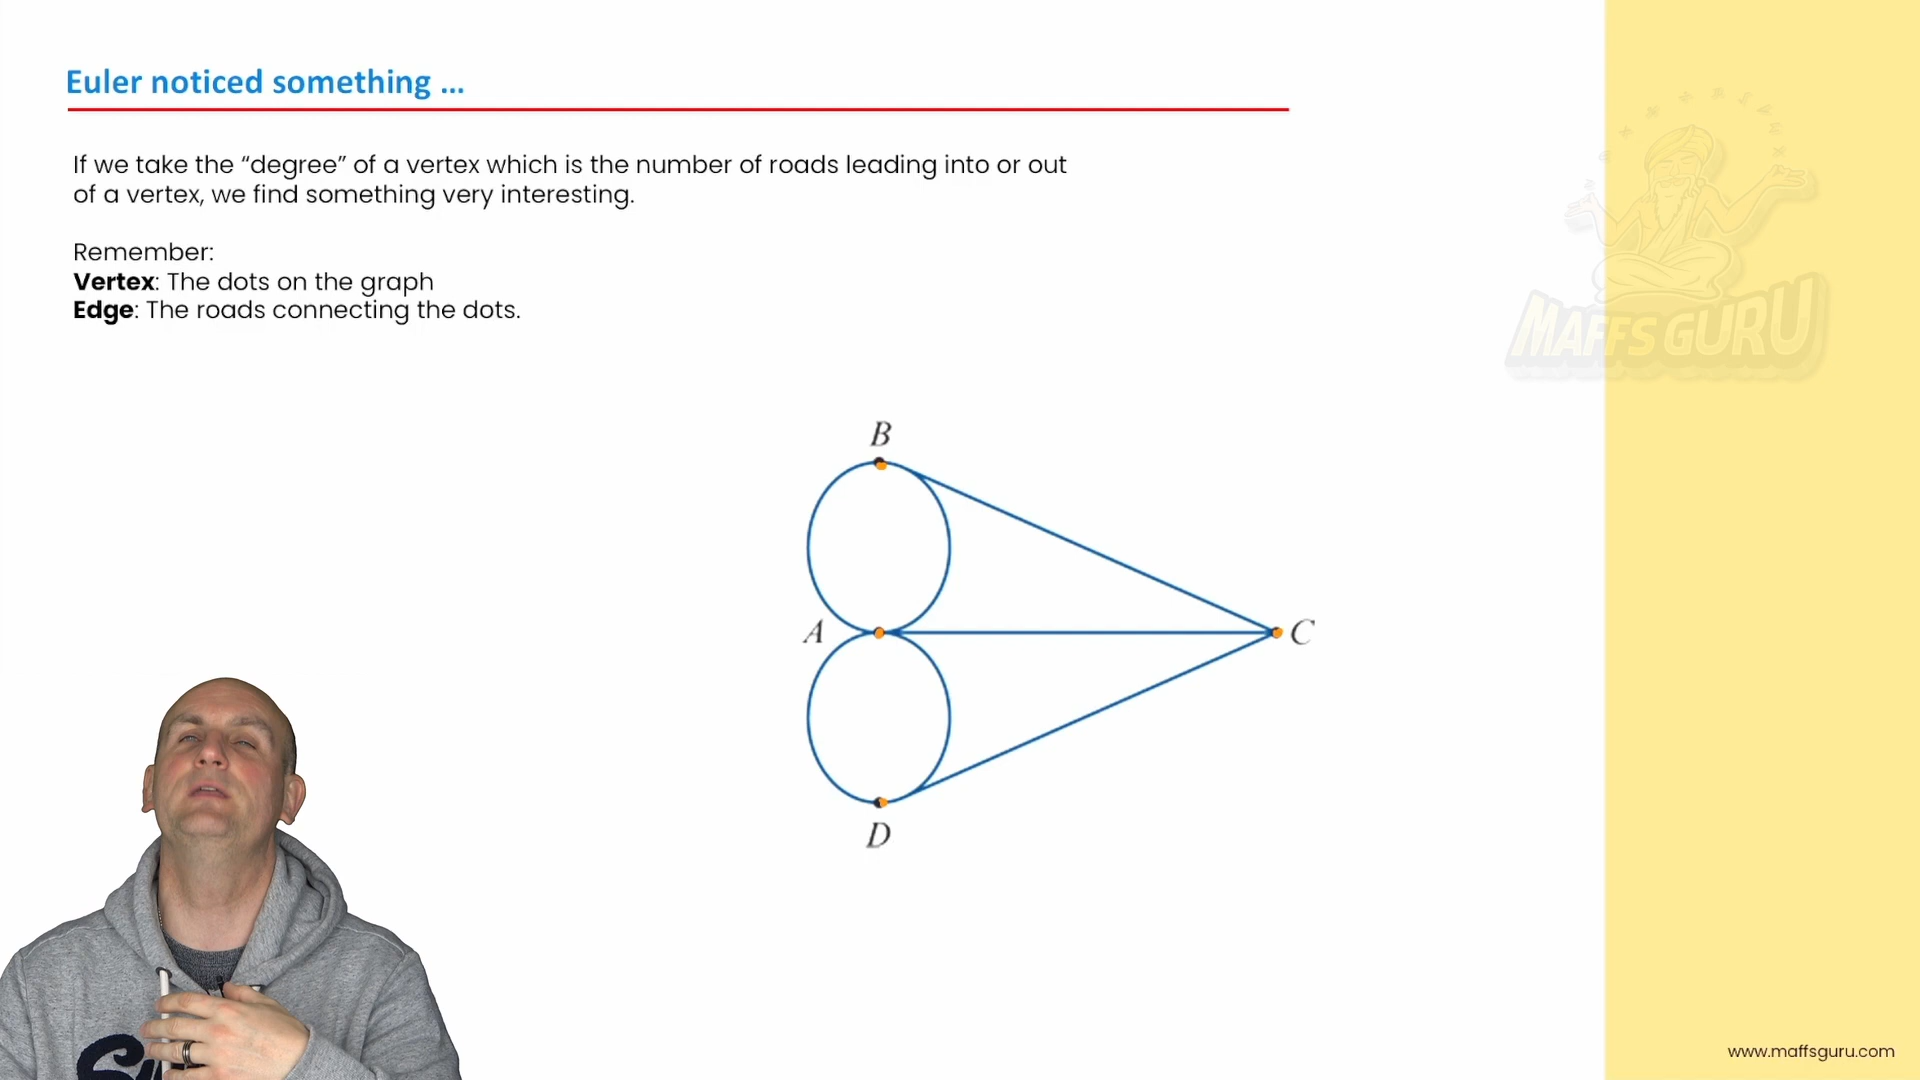 Euler noticed something ...
If we take the “degree” of a vertex which is the number of roads leading into or out
of a vertex, we find something very interesting.
Remember:
Vertex: The dots on the graph
Edge: The roads connecting the dots.
MAFFS GURU
B
A
C
D
www.maffsguru.com